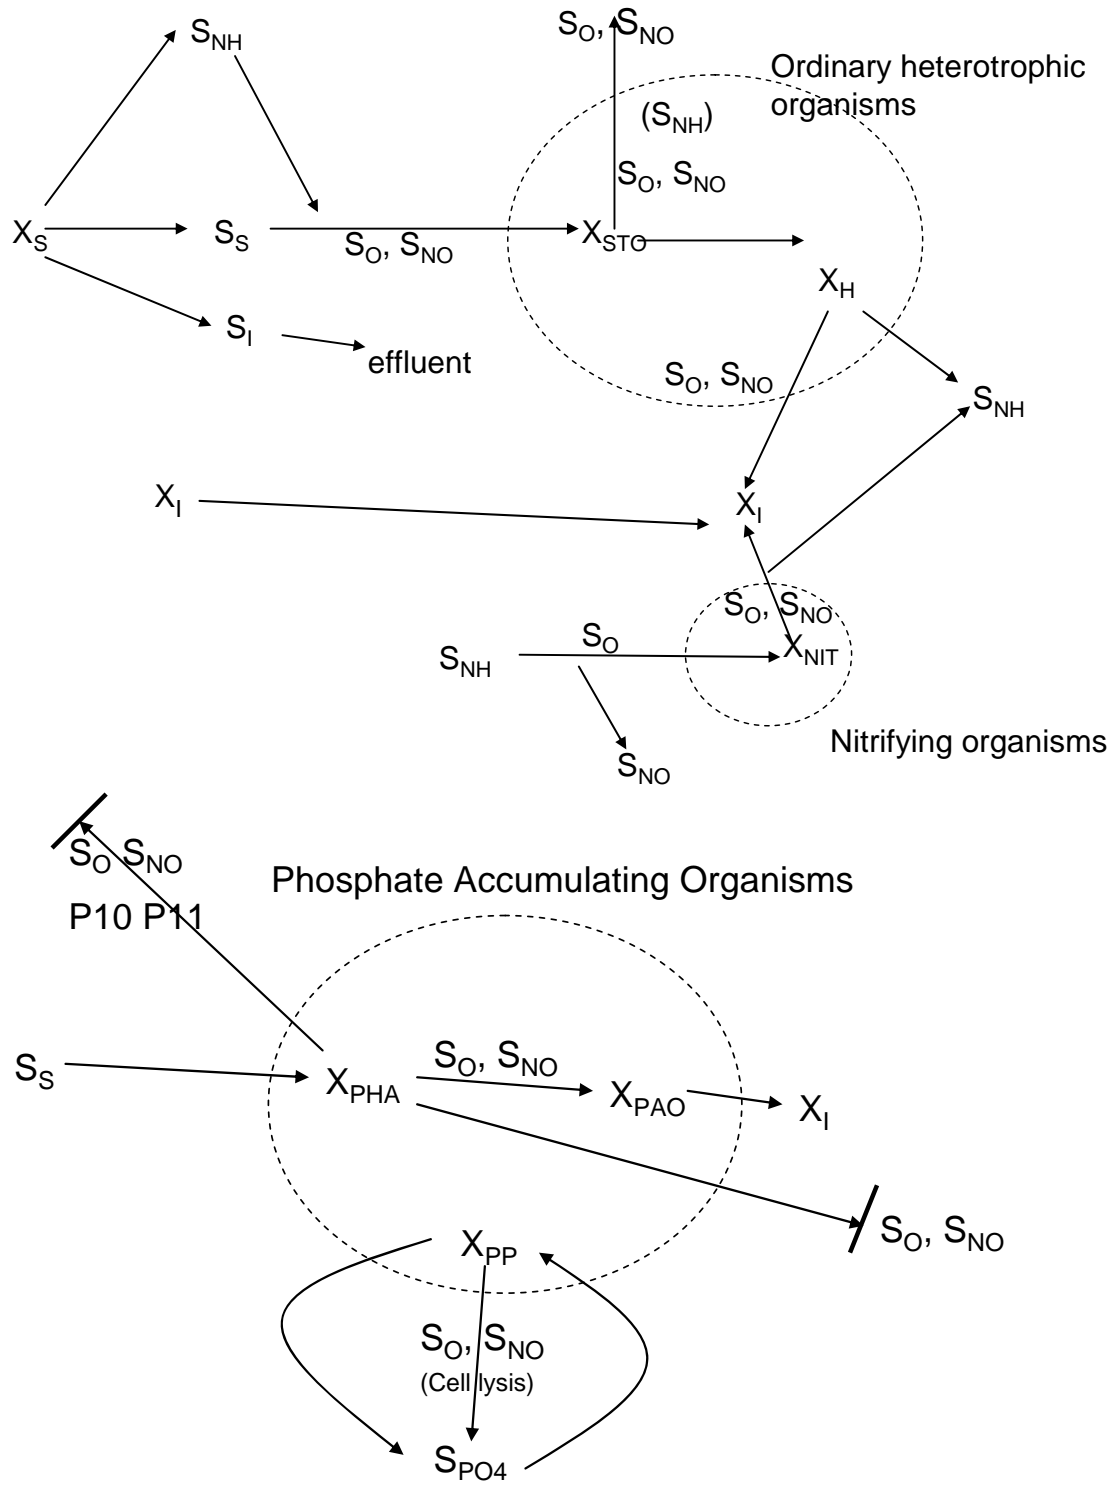 S_NH
S_O, S_NO
Ordinary heterotrophic
organisms
(S_NH)
S_O, S_NO
X_S
S_S
S_O, S_NO
X_STO
X_H
S_I
effluent
S_O, S_NO
S_NH
X_I
X_I
S_O, S_NO
S_O
S_NH
X_NIT
S_NO
Nitrifying organisms
S_O S_NO
P10 P11
Phosphate Accumulating Organisms
S_S
S_O, S_NO
X_PHA
X_PAO
X_I
S_O, S_NO
X_PP
S_O, S_NO
(Cell lysis)
S_PO4